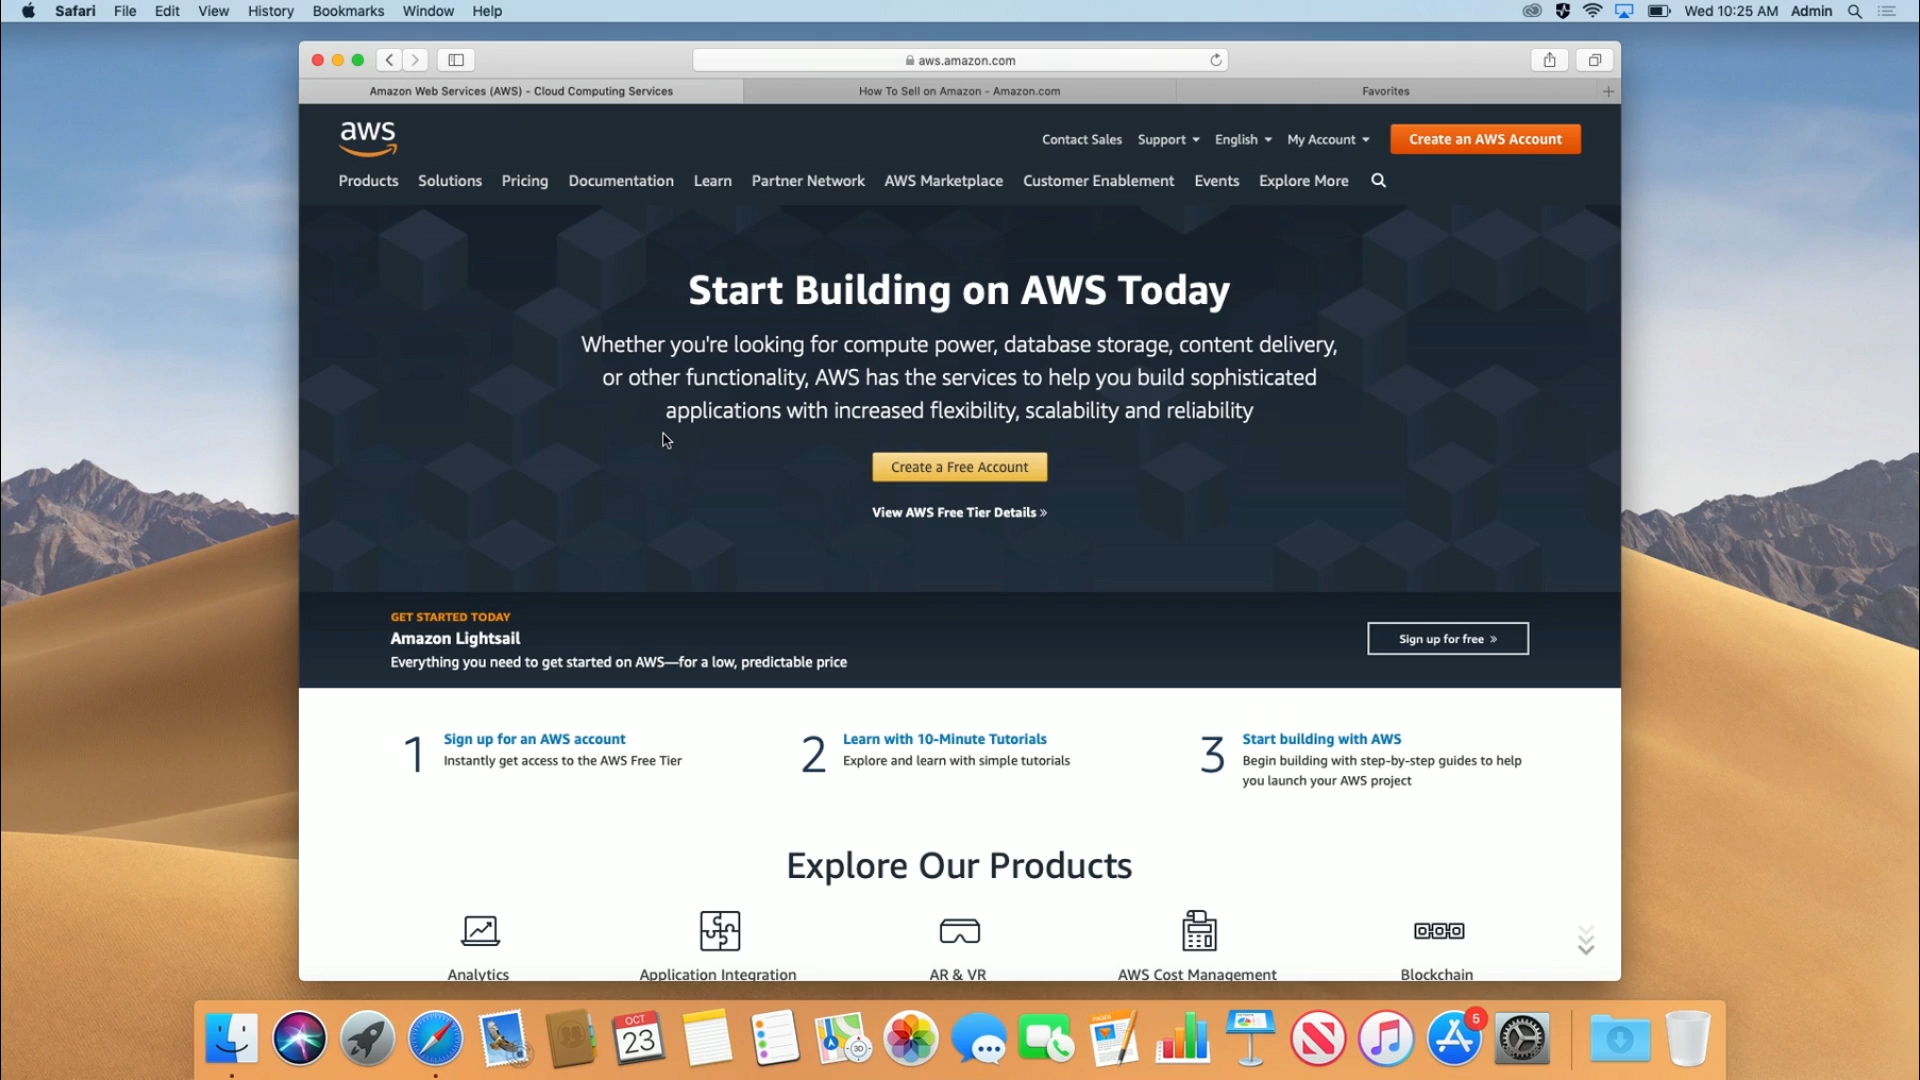 Safari File Edit View History Bookmarks Window Help
Wed 10:25 AM Admin
aws.amazon.com
Amazon Web Services (AWS) - Cloud Computing Services
How To Sell on Amazon - Amazon.com
Favorites
aws
Contact Sales Support English My Account Create an AWS Account
Products Solutions Pricing Documentation Learn Partner Network AWS Marketplace Customer Enablement Events Explore More
Start Building on AWS Today
Whether you're looking for compute power, database storage, content delivery,
or other functionality, AWS has the services to help you build sophisticated
applications with increased flexibility, scalability and reliability
Create a Free Account
View AWS Free Tier Details »
GET STARTED TODAY
Amazon Lightsail
Everything you need to get started on AWS—for a low, predictable price
Sign up for free »
1 Sign up for an AWS account
Instantly get access to the AWS Free Tier
2 Learn with 10-Minute Tutorials
Explore and learn with simple tutorials
3 Start building with AWS
Begin building with step-by-step guides to help
you launch your AWS project
Explore Our Products
Analytics
Application Integration
AR & VR
AWS Cost Management
Blockchain
OCT
23
3D
PAGES
5